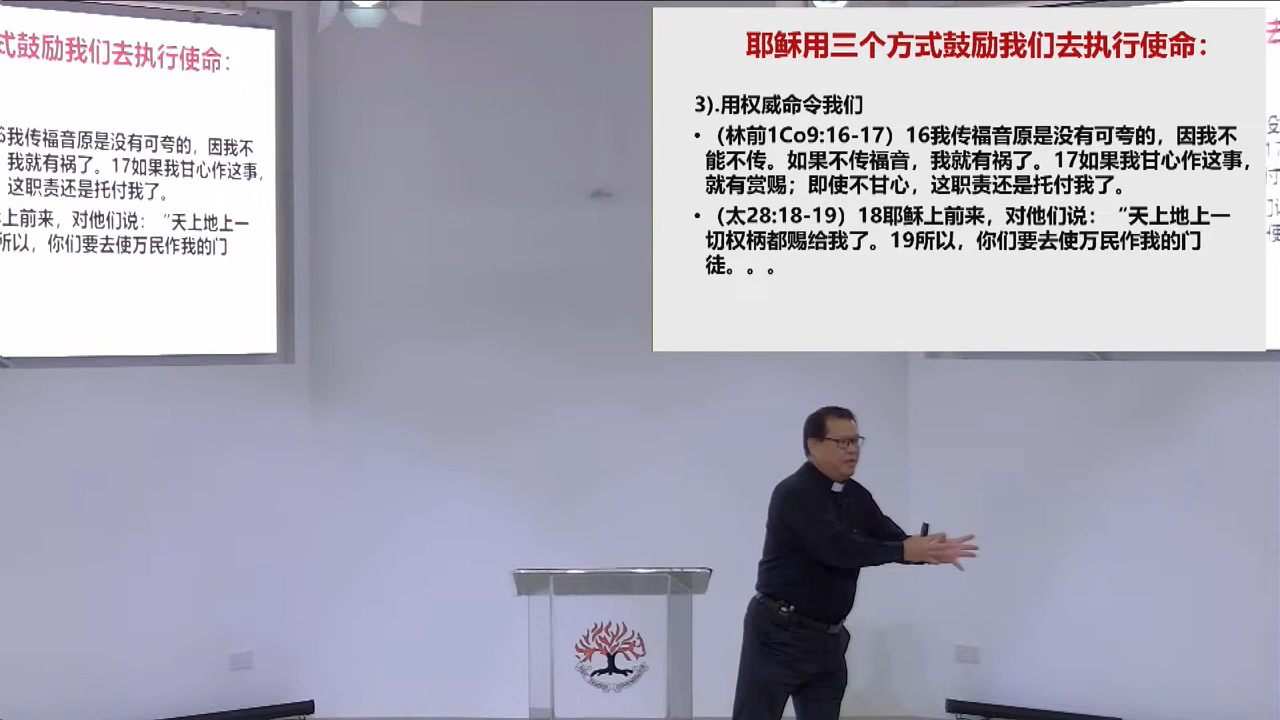 式鼓励我们去执行使命：
6我传福音原是没有可夸的，因我不
我就有祸了。17如果我甘心作这事，
这职责还是托付我了。
上前来，对他们说：“天上地上一
所以，你们要去使万民作我的门
耶稣用三个方式鼓励我们去执行使命：
3).用权威命令我们
• （林前1Co9:16-17）16我传福音原是没有可夸的，因我不
能不传。如果不传福音，我就有祸了。17如果我甘心作这事，
就有赏赐；即使不甘心，这职责还是托付我了。
• （太28:18-19）18耶稣上前来，对他们说：“天上地上一
切权柄都赐给我了。19所以，你们要去使万民作我的门
徒。。。